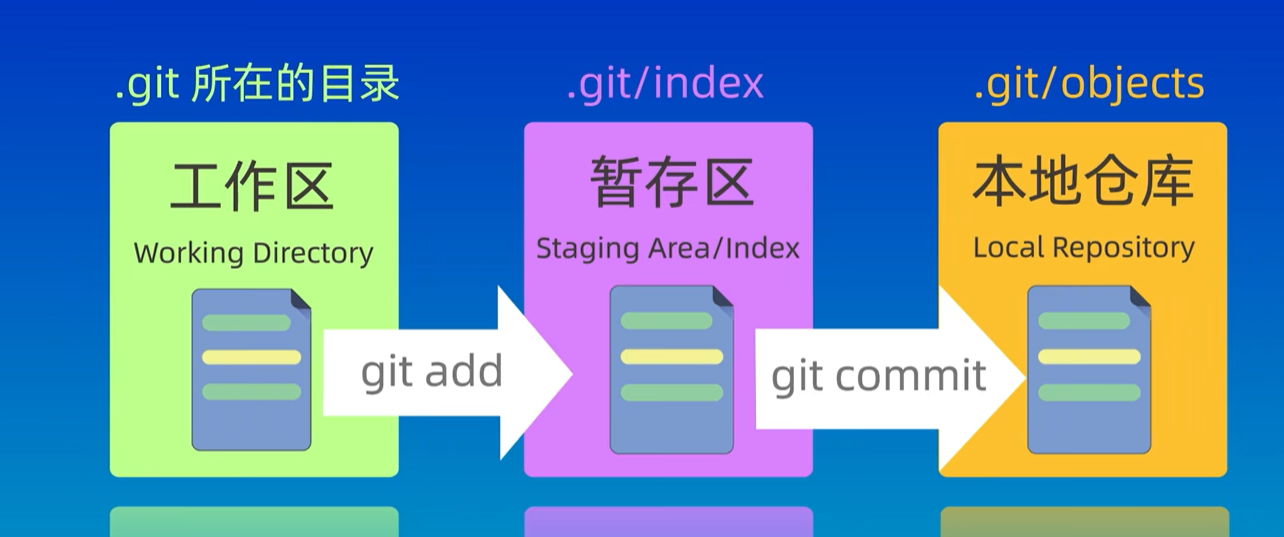 .git 所在的目录
.git/index
.git/objects
工作区
Working Directory
暂存区
Staging Area/Index
本地仓库
Local Repository
git add
git commit